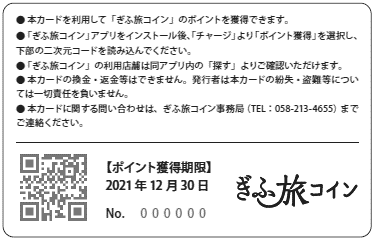 ●本カードを利用して「ぎふ旅コイン」のポイントを獲得できます。
●「ぎふ旅コイン」アプリをインストール後、「チャージ」より「ポイント獲得」を選択し、
下部の二次元コードを読み込んでください。
●「ぎふ旅コイン」の利用店舗は同アプリ内の「探す」よりご確認いただけます。
●本カードの換金・返金等はできません。発行者は本カードの紛失・盗難等につい
ては一切責任を負いません。
●本カードに関する問い合わせは、ぎふ旅コイン事務局（TEL：058-213-4655）まで
ご連絡ください。
【ポイント獲得期限】
2021年12月30日
No. 000000
ぎふ旅コイン